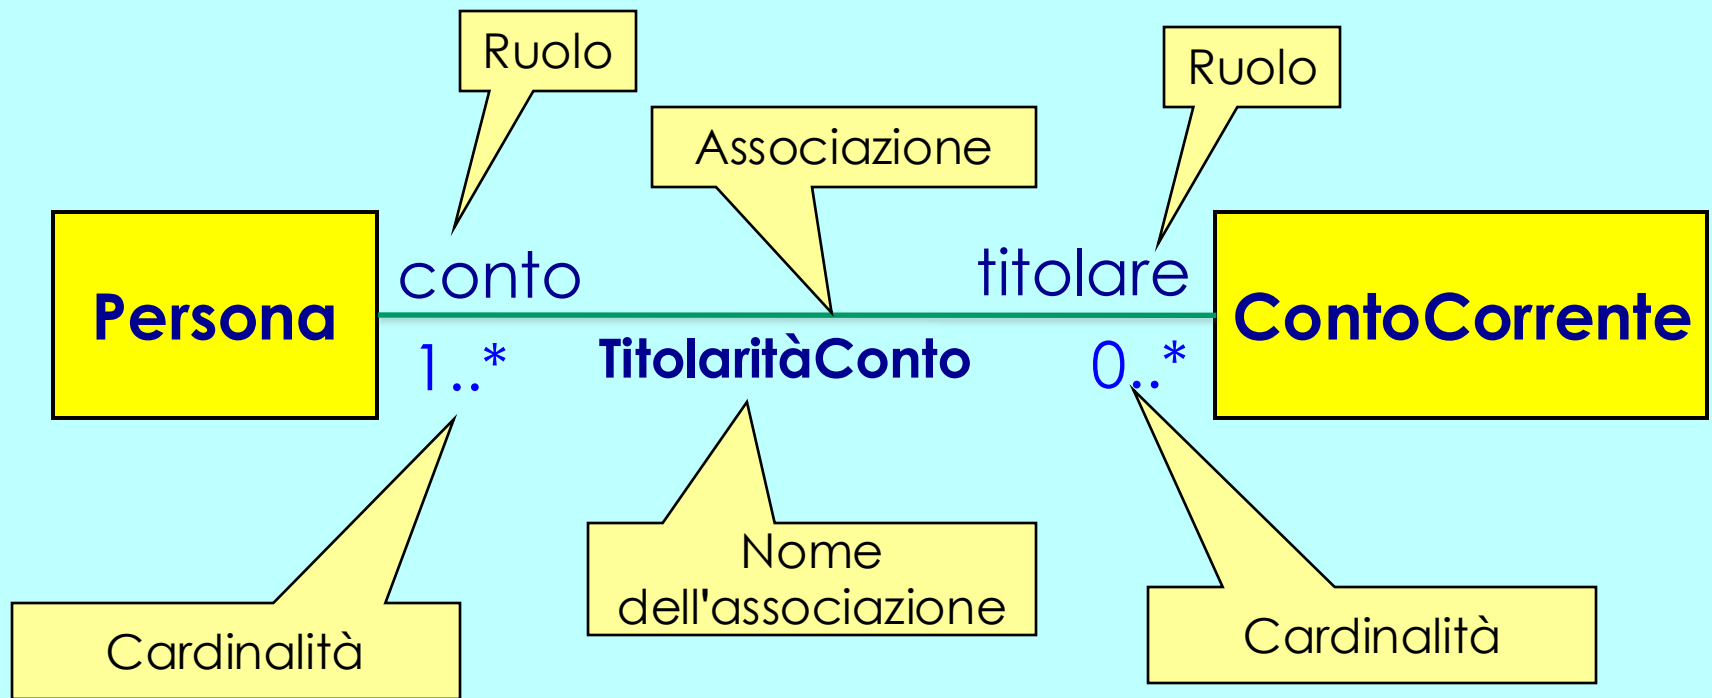 Ruolo
Ruolo
Associazione
conto
titolare
Persona
ContoCorrente
1..*
TitolaritàConto
0..*
Nome
dell'associazione
Cardinalità
Cardinalità